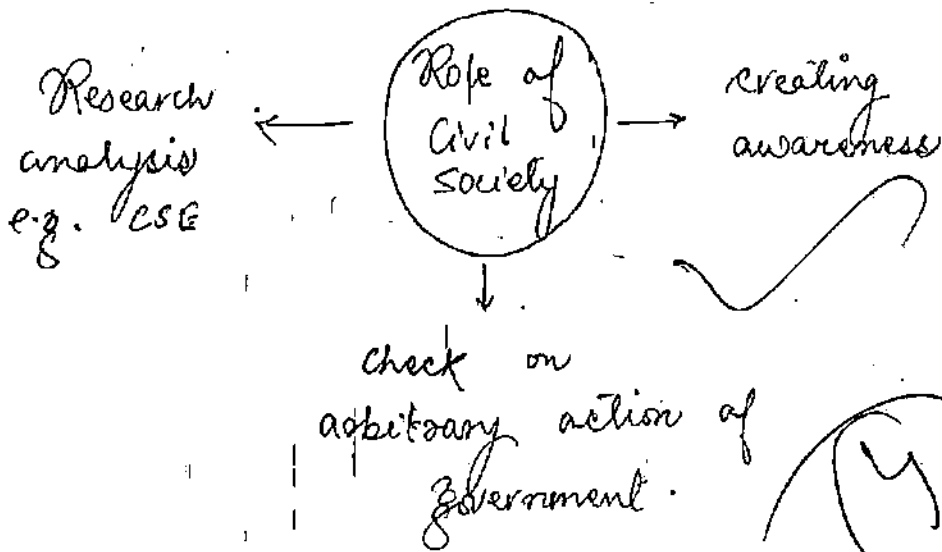 Role of
Civil
Society
Research
analysis
e.g. CSE
creating
awareness
check on
arbitrary action of
government.